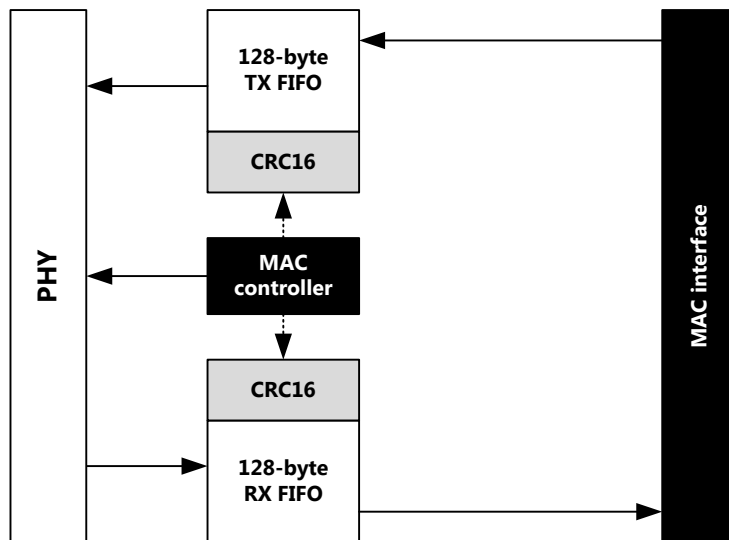 PHY
128-byte
TX FIFO
CRC16
MAC
controller
CRC16
128-byte
RX FIFO
MAC interface